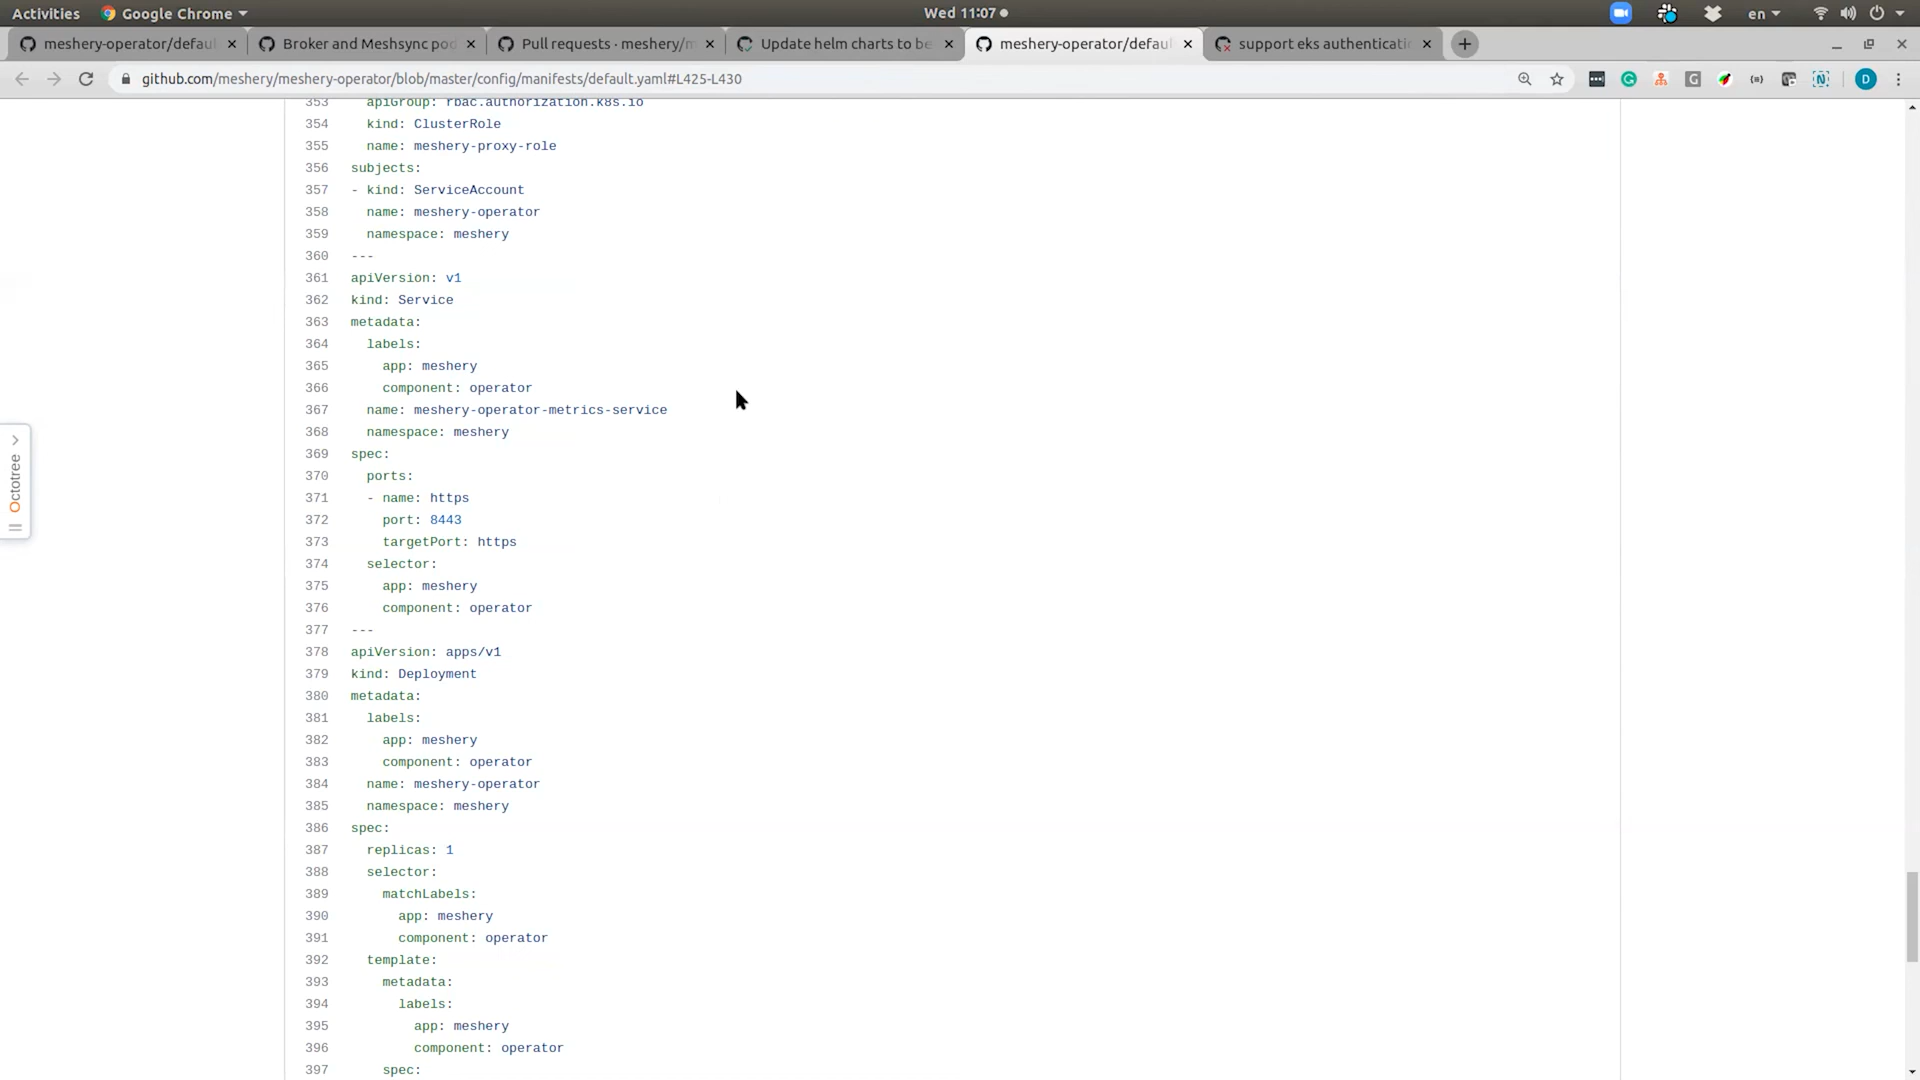 Activities
Google Chrome
Wed 11:07
en
meshery-operator/defau
Broker and Meshsync pod
Pull requests · meshery/m
Update helm charts to be
meshery-operator/defau
support eks authenticati
github.com/meshery/meshery-operator/blob/master/config/manifests/default.yaml#L425-L430
D
Octotree
353 apiGroup: rbac.authorization.k8s.io
354 kind: ClusterRole
355 name: meshery-proxy-role
356 subjects:
357 - kind: ServiceAccount
358 name: meshery-operator
359 namespace: meshery
360 ---
361 apiVersion: v1
362 kind: Service
363 metadata:
364 labels:
365 app: meshery
366 component: operator
367 name: meshery-operator-metrics-service
368 namespace: meshery
369 spec:
370 ports:
371 - name: https
372 port: 8443
373 targetPort: https
374 selector:
375 app: meshery
376 component: operator
377 ---
378 apiVersion: apps/v1
379 kind: Deployment
380 metadata:
381 labels:
382 app: meshery
383 component: operator
384 name: meshery-operator
385 namespace: meshery
386 spec:
387 replicas: 1
388 selector:
389 matchLabels:
390 app: meshery
391 component: operator
392 template:
393 metadata:
394 labels:
395 app: meshery
396 component: operator
397 spec: